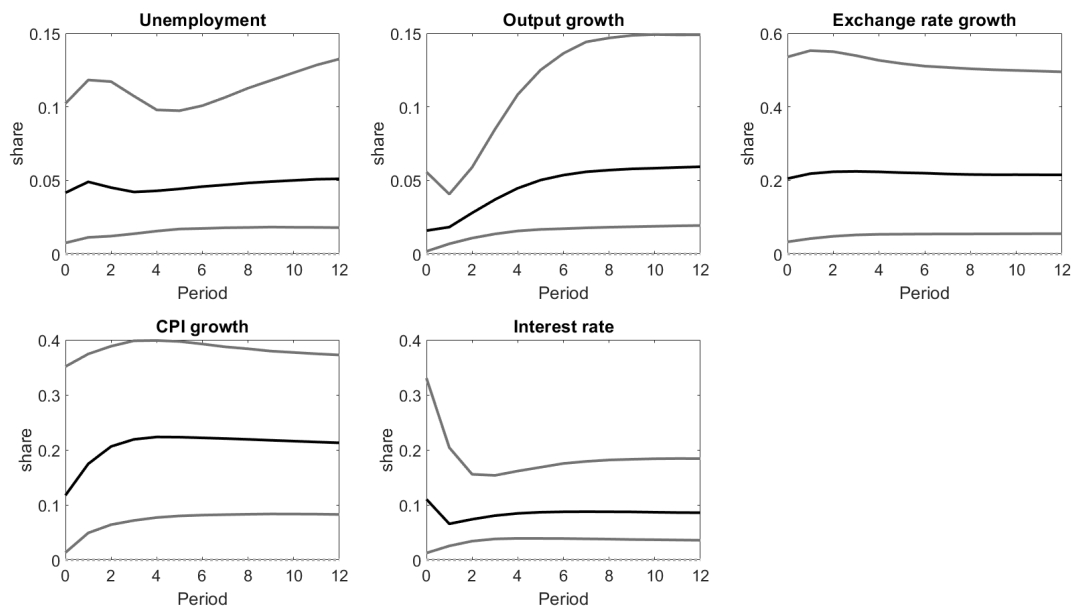 Unemployment
0.15
0.1
0.05
0
share
0 2 4 6 8 10 12
Period
Output growth
0.15
0.1
0.05
0
share
0 2 4 6 8 10 12
Period
Exchange rate growth
0.6
0.4
0.2
0
share
0 2 4 6 8 10 12
Period
CPI growth
0.4
0.3
0.2
0.1
0
share
0 2 4 6 8 10 12
Period
Interest rate
0.4
0.3
0.2
0.1
0
share
0 2 4 6 8 10 12
Period